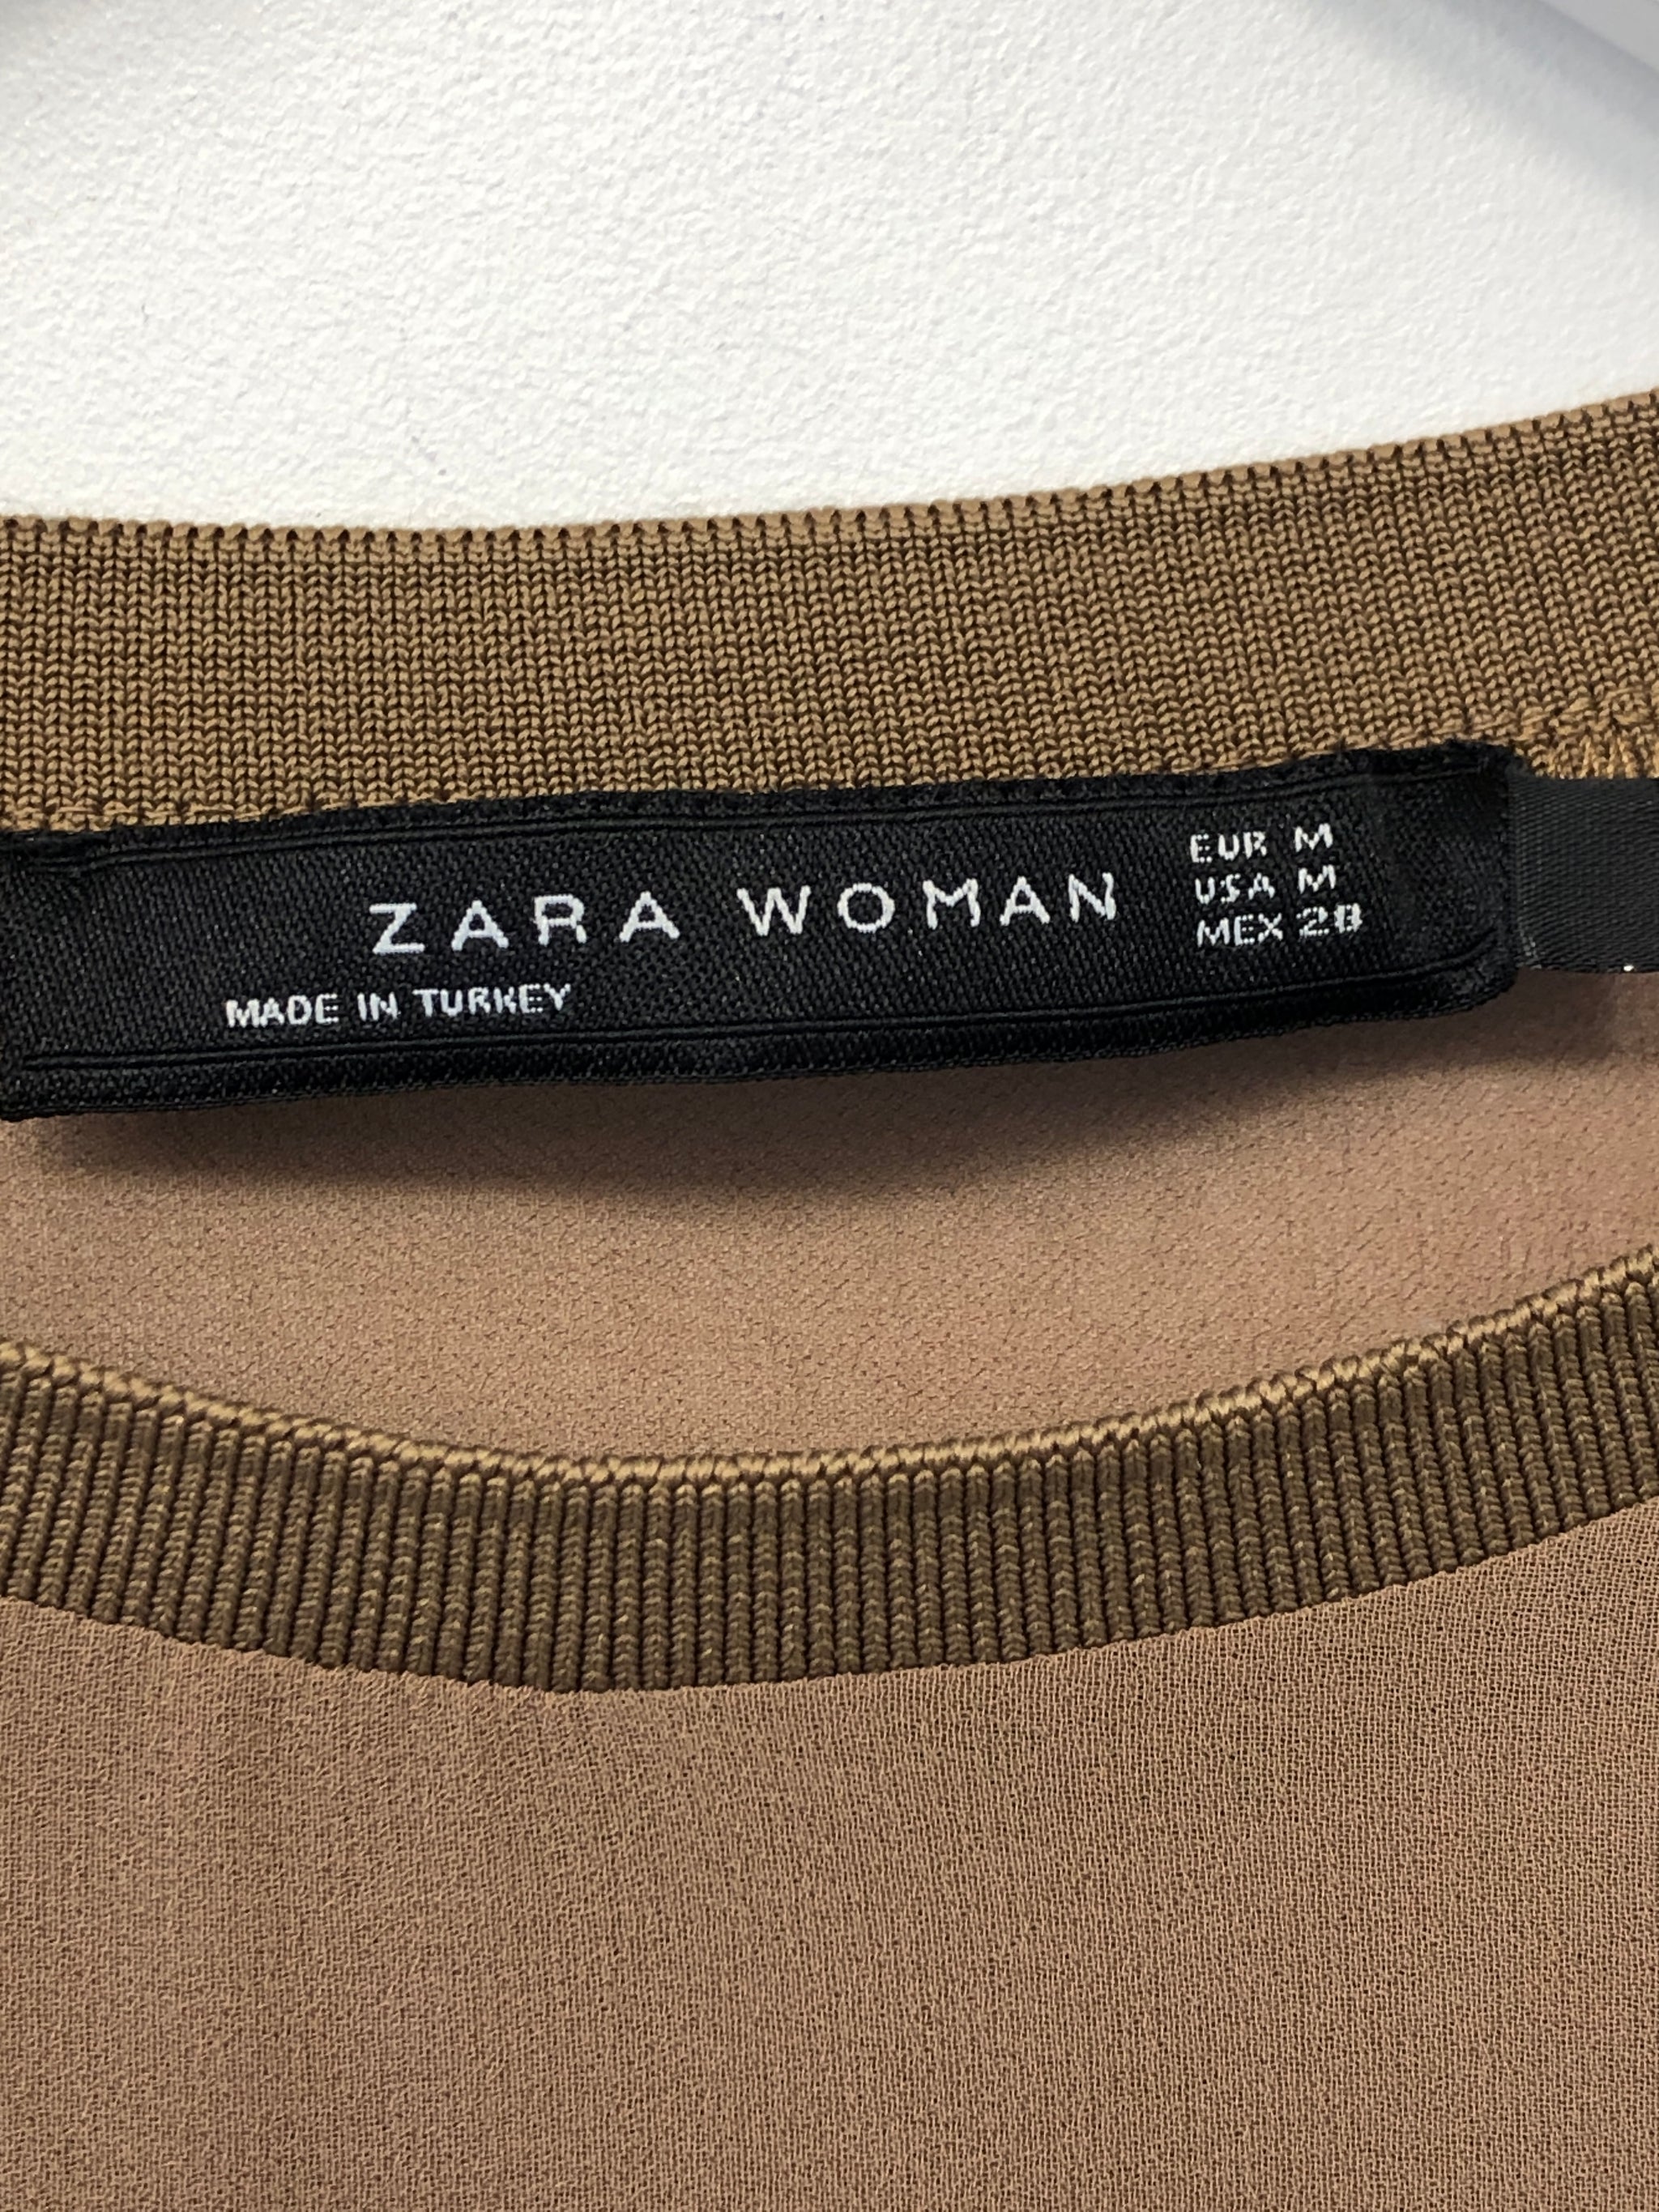 ZARA WOMAN
EUR M
USA M
MEX 28
MADE IN TURKEY